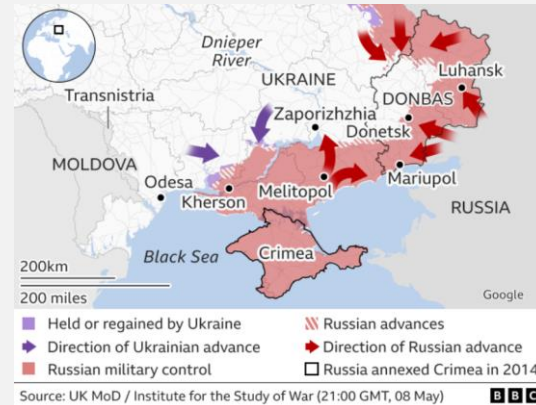 Dnieper
River
UKRAINE
Luhansk
Transnistria
Zaporizhzhia
DONBAS
Donetsk
MOLDOVA
Odesa
Kherson
Melitopol
Mariupol
RUSSIA
Crimea
Black Sea
200km
200 miles
Google
Held or regained by Ukraine
Russian advances
Direction of Ukrainian advance
Direction of Russian advance
Russian military control
Russia annexed Crimea in 2014
Source: UK MoD / Institute for the Study of War (21:00 GMT, 08 May)
BBC